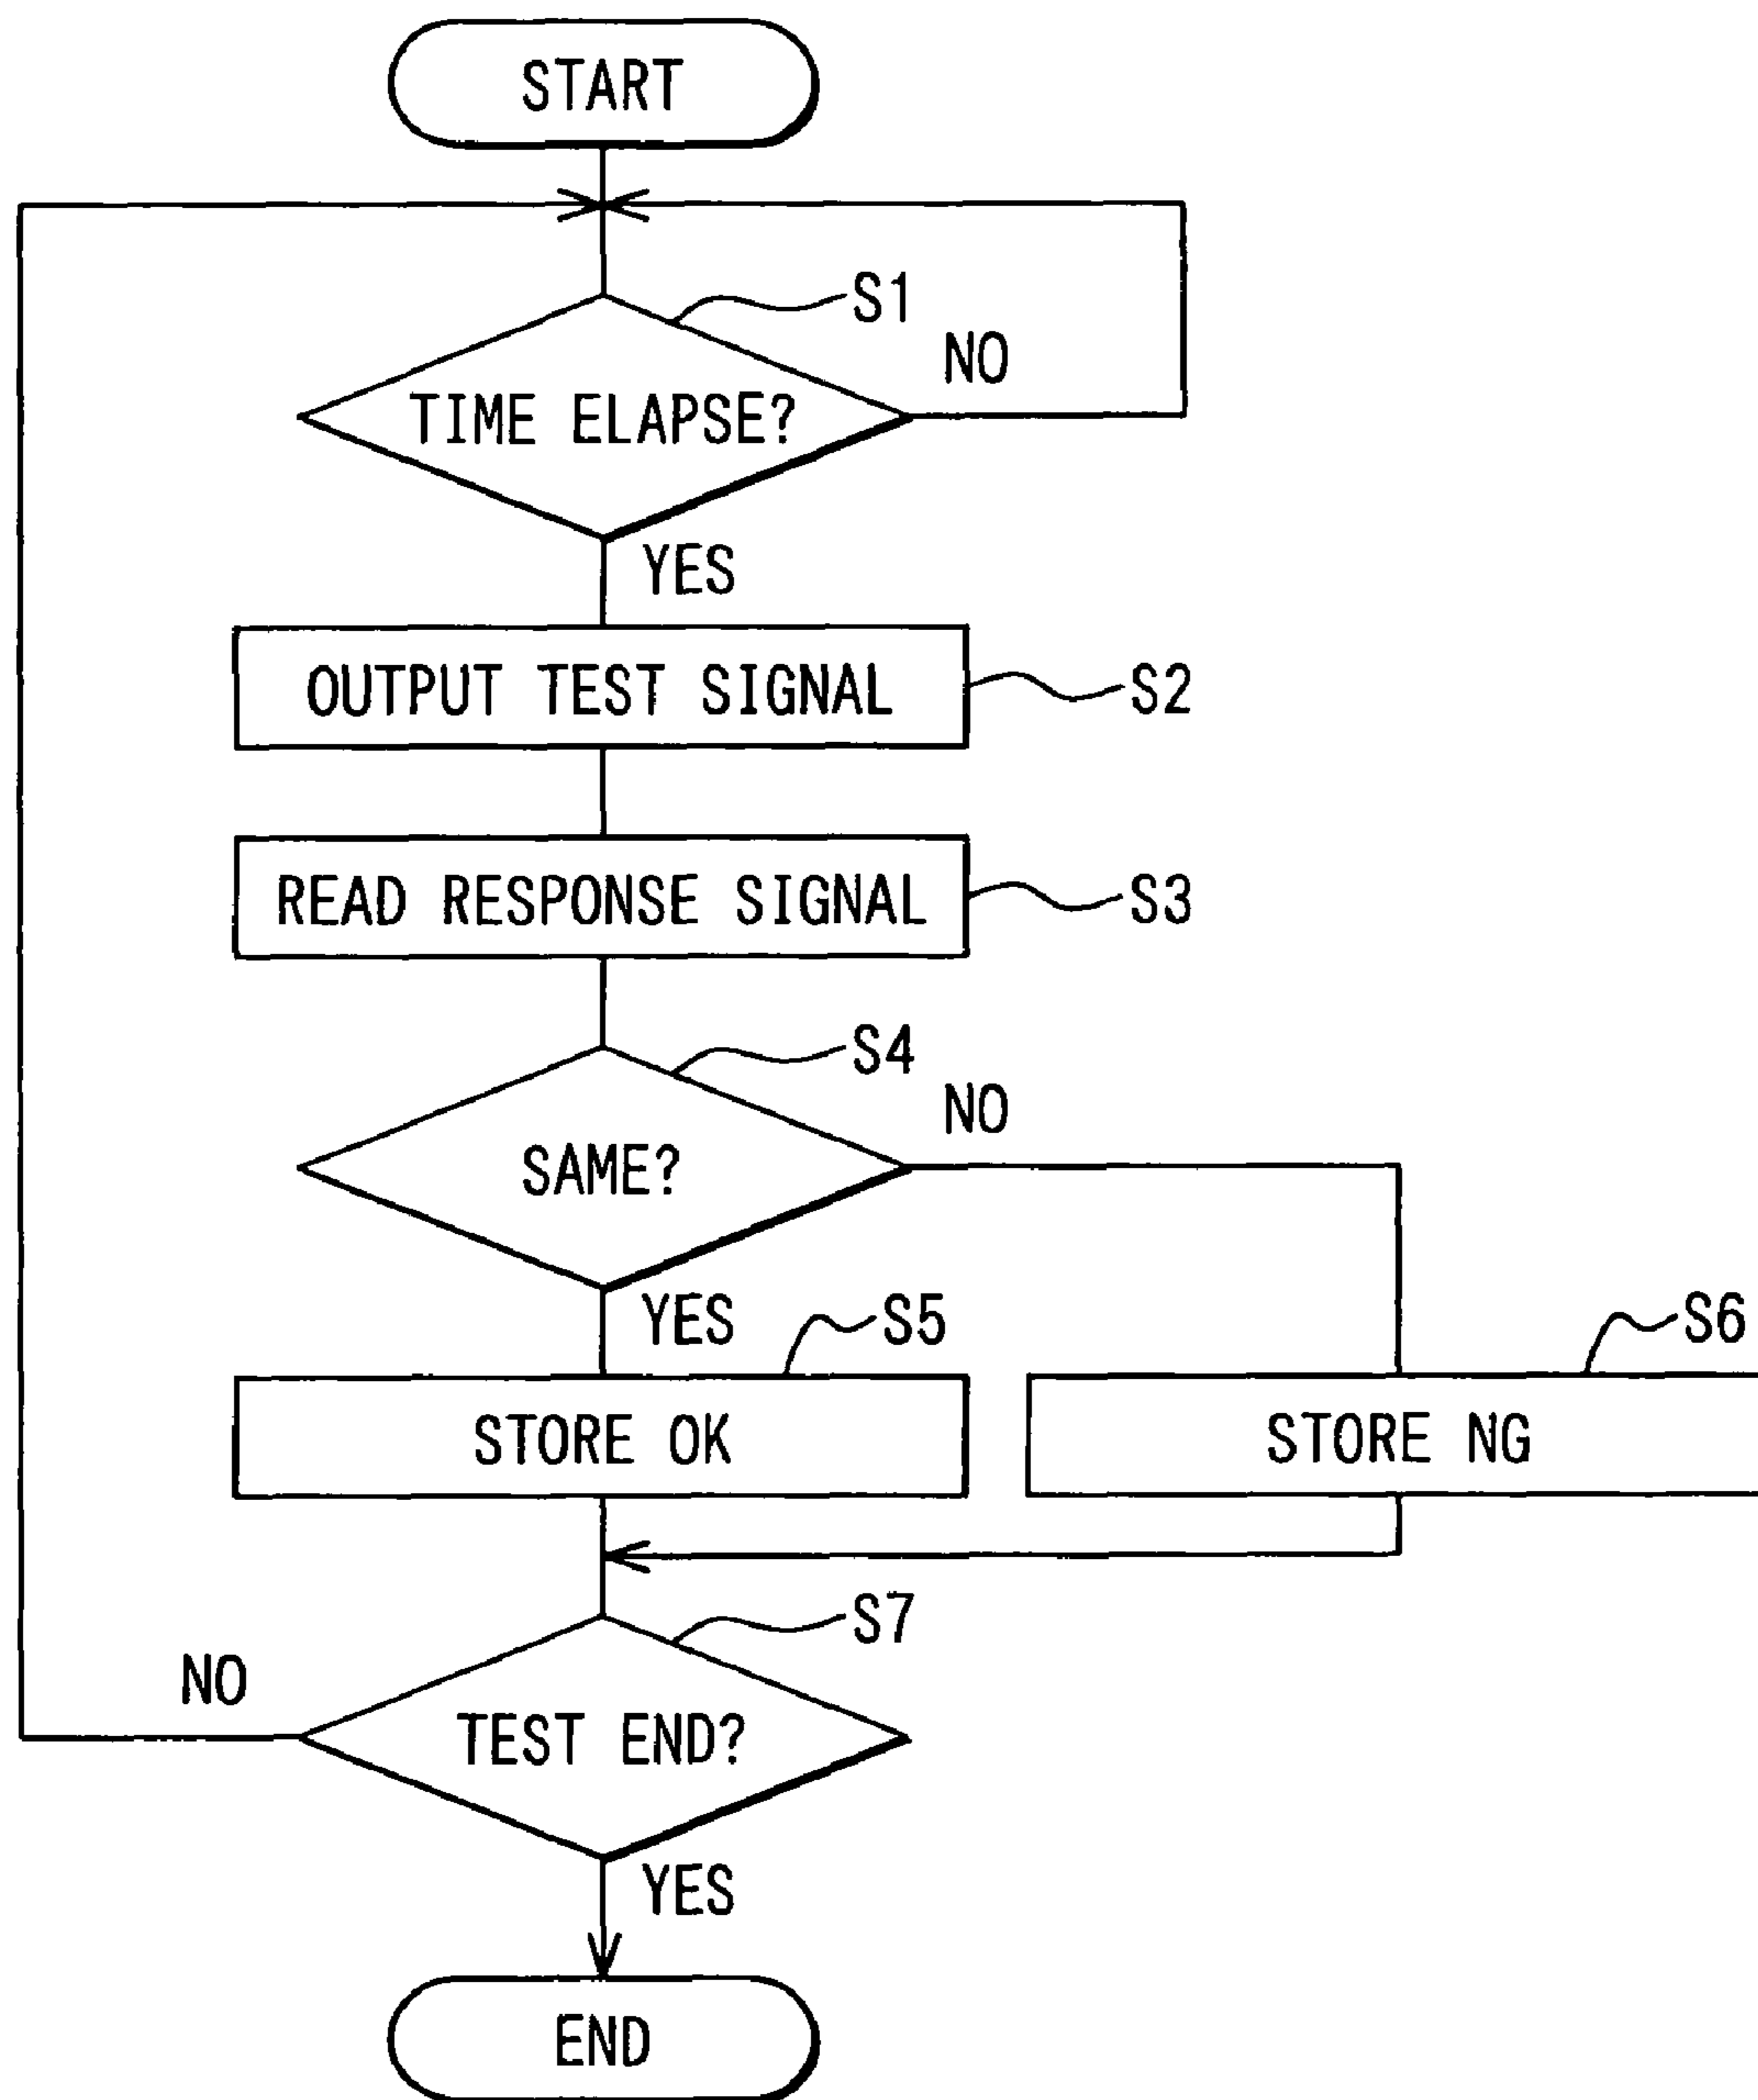 START
S1
NO
TIME ELAPSE?
YES
OUTPUT TEST SIGNAL
S2
READ RESPONSE SIGNAL
S3
S4
NO
SAME?
YES
S5
S6
STORE OK
STORE NG
S7
NO
TEST END?
YES
END